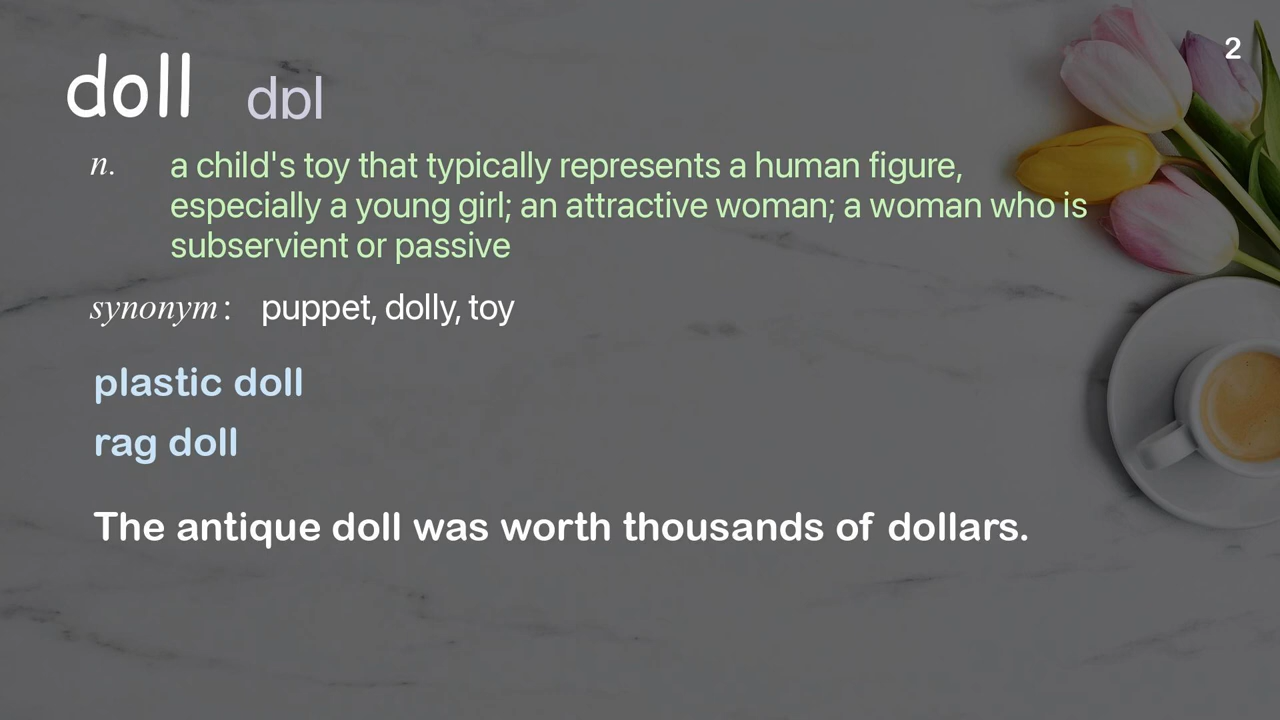 2
doll dɒl
n. a child's toy that typically represents a human figure,
especially a young girl; an attractive woman; a woman who is
subservient or passive
synonym: puppet, dolly, toy
plastic doll
rag doll
The antique doll was worth thousands of dollars.